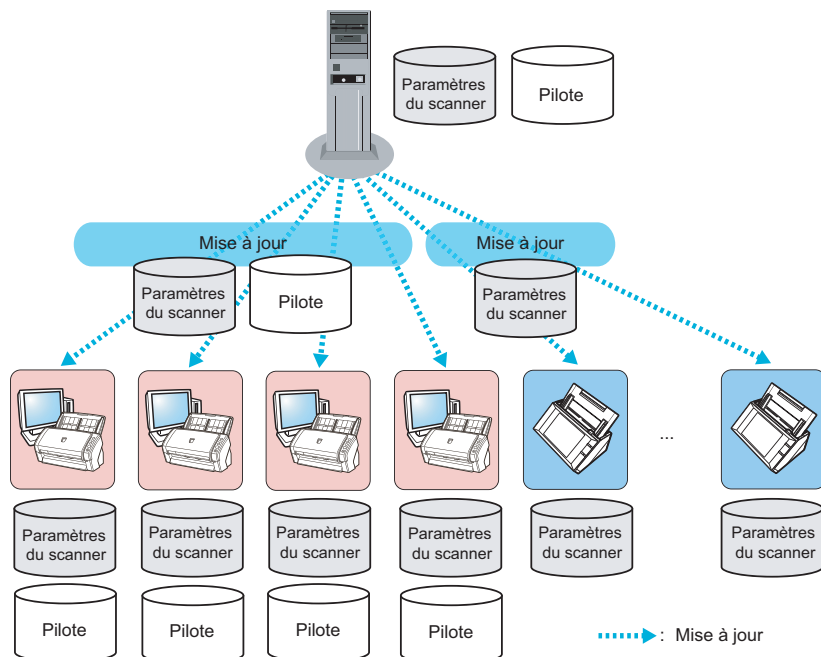 Paramètres
du scanner
Pilote
Mise à jour
Mise à jour
Paramètres
du scanner
Pilote
Paramètres
du scanner
...
Paramètres
du scanner
Paramètres
du scanner
Paramètres
du scanner
Paramètres
du scanner
Paramètres
du scanner
Paramètres
du scanner
Pilote
Pilote
Pilote
Pilote
: Mise à jour